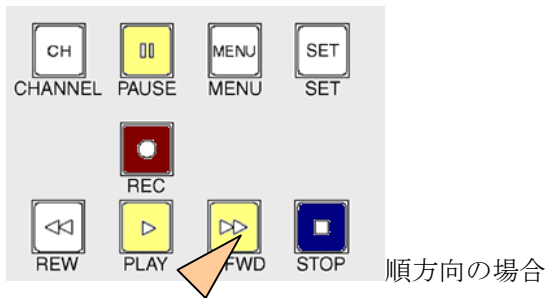 CH MENU SET
CHANNEL PAUSE MENU SET
REC
REW PLAY FWD STOP
順方向の場合